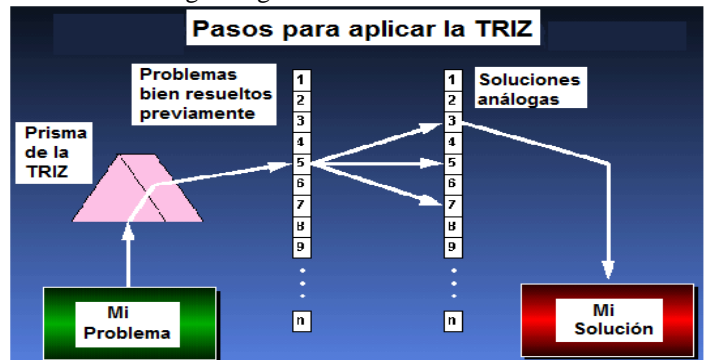 Pasos para aplicar la TRIZ
Problemas
bien resueltos
previamente
Soluciones
análogas
Prisma
de la
TRIZ
1
2
3
4
5
6
7
8
9
n
1
2
3
4
5
6
7
8
9
n
Mi
Problema
Mi
Solución